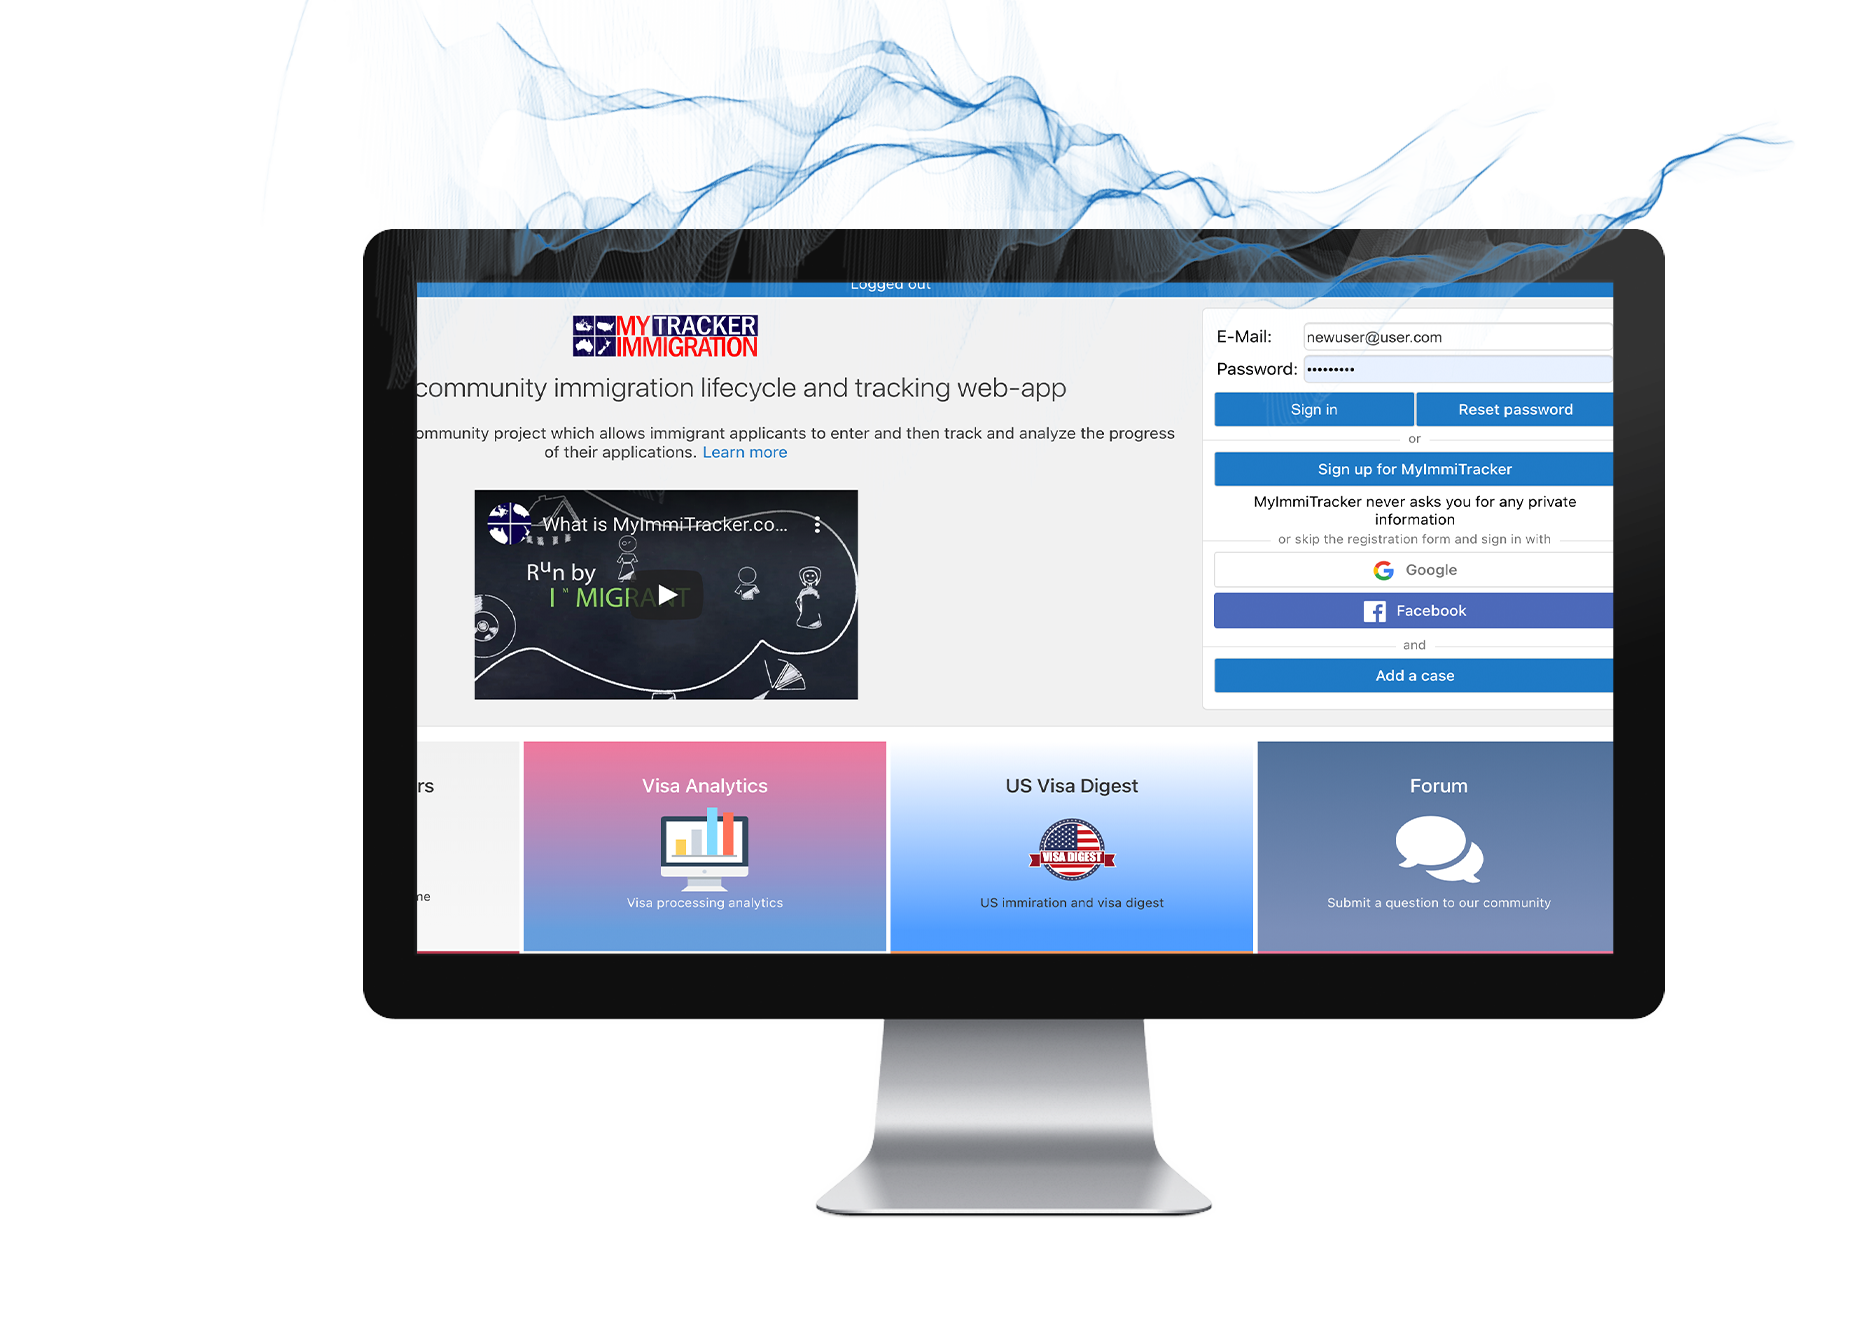 Logged out
MY TRACKER
IMMIGRATION
community immigration lifecycle and tracking web-app
ommunity project which allows immigrant applicants to enter and then track and analyze the progress
of their applications. Learn more
What is MyImmiTracker.co...
Run by
I'M MIGRANT
E-Mail: newuser@user.com
Password: •••••••••
Sign in Reset password
or
Sign up for MyImmiTracker
MyImmiTracker never asks you for any private
information
or skip the registration form and sign in with
Google
Facebook
and
Add a case
rs
me
Visa Analytics
Visa processing analytics
US Visa Digest
VISA DIGEST
US immiration and visa digest
Forum
Submit a question to our community